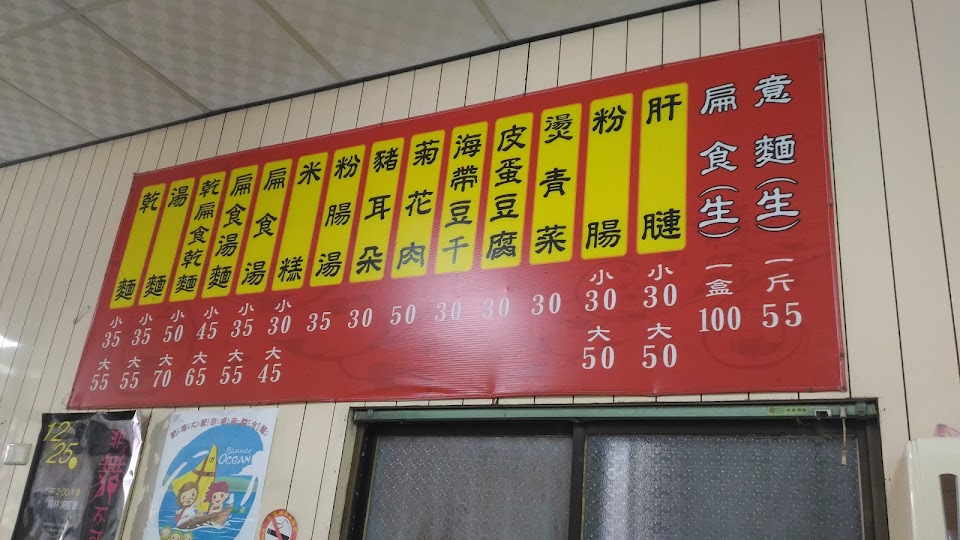 意麵(生) 一斤 55
扁食(生) 一盒 100
肝腱 小30 大50
粉腸 小30 大50
燙青菜 30
皮蛋豆腐 30
海帶豆干 30
菊花肉 50
豬耳朵 30
粉腸湯 35
米糕 小30 大45
扁食湯 小35 大55
扁食湯麵 小45 大65
乾扁食乾麵 小50 大70
湯麵 小35 大55
乾麵 小35 大55
12
25
Banner
OCEAN